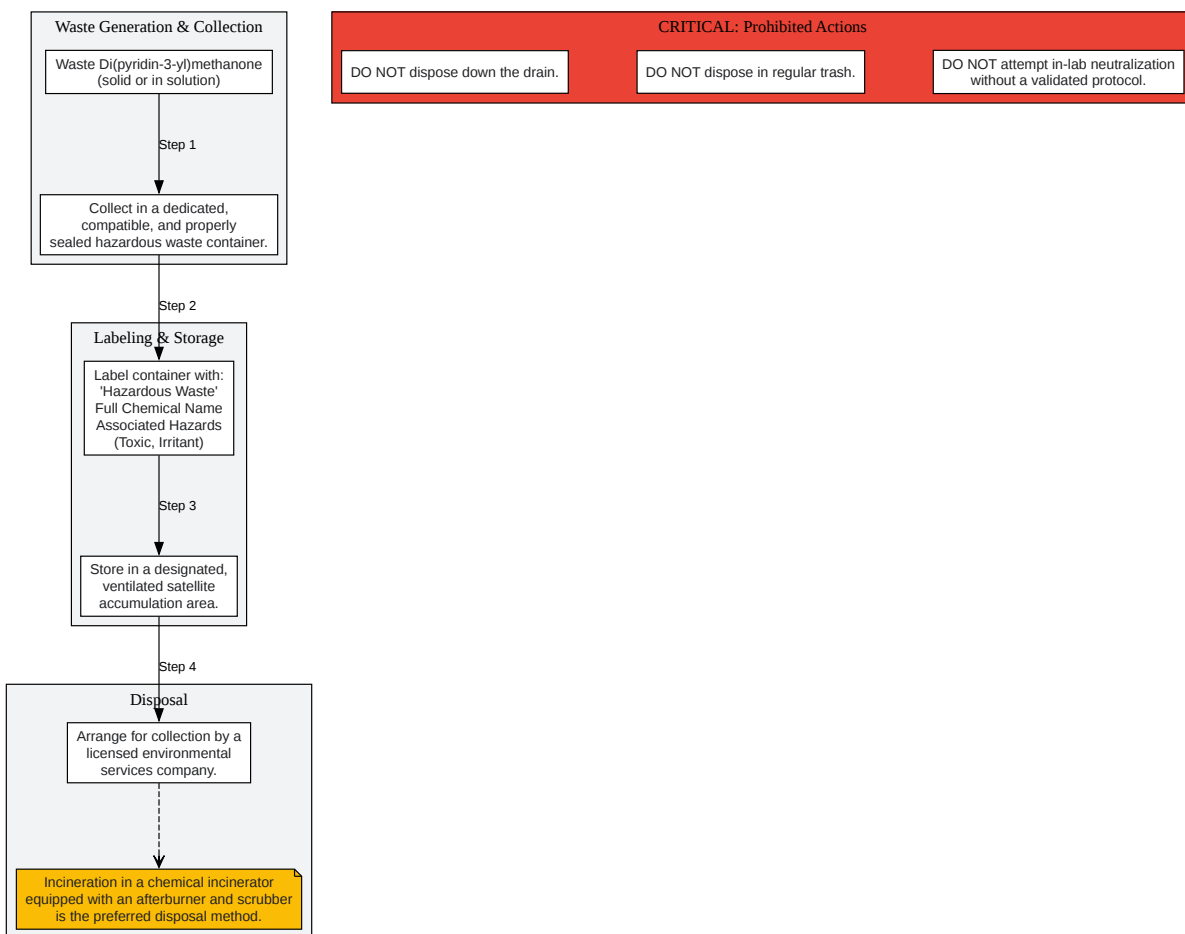 Waste Generation & Collection
Waste Di(pyridin-3-yl)methanone
(solid or in solution)
Step 1
Collect in a dedicated,
compatible, and properly
sealed hazardous waste container.
Step 2
Labeling & Storage
Label container with:
'Hazardous Waste'
Full Chemical Name
Associated Hazards
(Toxic, Irritant)
Step 3
Store in a designated,
ventilated satellite
accumulation area.
Step 4
Disposal
Arrange for collection by a
licensed environmental
services company.
Incineration in a chemical incinerator
equipped with an afterburner and scrubber
is the preferred disposal method.
CRITICAL: Prohibited Actions
DO NOT dispose down the drain.
DO NOT dispose in regular trash.
DO NOT attempt in-lab neutralization
without a validated protocol.